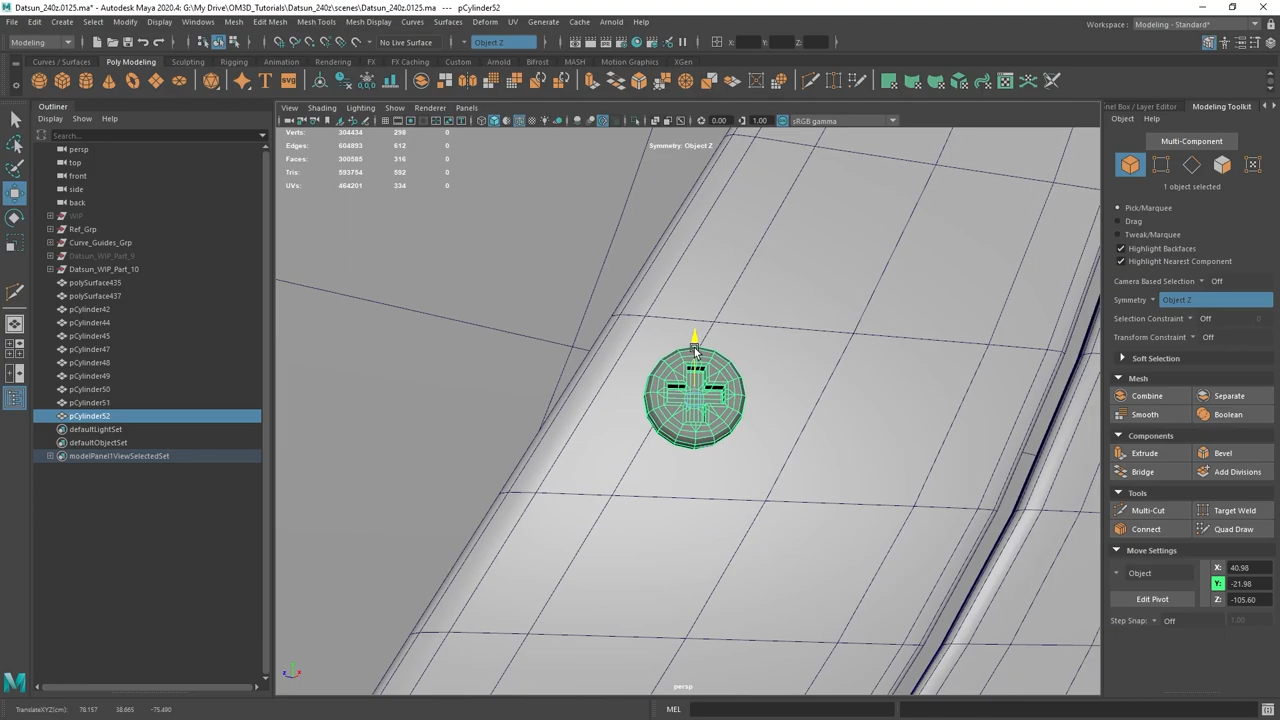 Datsun_240z.0125.ma* - Autodesk Maya 2020.4: G:\My Drive\OM3D_Tutorials\Datsun_240z\scenes\Datsun_240z.0125.ma --- pCylinder52
File Edit Create Select Modify Display Windows Mesh Edit Mesh Mesh Tools Mesh Display Curves Surfaces Deform UV Generate Cache Arnold Help
Workspace : Modeling - Standard*
Modeling No Live Surface Object Z X: Y: Z:
Curves / Surfaces Poly Modeling Sculpting Rigging Animation Rendering FX FX Caching Custom Arnold Bifrost MASH Motion Graphics XGen
Outliner
Display Show Help
Search...
persp
top
front
side
back
WIP
Ref_Grp
Curve_Guides_Grp
Datsun_WIP_Part_9
Datsun_WIP_Part_10
polySurface435
polySurface437
pCylinder42
pCylinder44
pCylinder45
pCylinder47
pCylinder48
pCylinder49
pCylinder50
pCylinder51
pCylinder52
defaultLightSet
defaultObjectSet
modelPanel1ViewSelectedSet
View Shading Lighting Show Renderer Panels
0.00 1.00 sRGB gamma
Verts: 304434 298 0
Edges: 604893 612 0
Faces: 300585 316 0
Tris: 593754 592 0
UVs: 464201 334 0
Symmetry: Object Z
persp
nel Box / Layer Editor Modeling Toolkit
Object Help
Multi-Component
1 object selected
Pick/Marquee
Drag
Tweak/Marquee
Highlight Backfaces
Highlight Nearest Component
Camera Based Selection Off
Symmetry Object Z
Selection Constraint Off 0
Transform Constraint Off
Soft Selection
Mesh
Combine Separate
Smooth Boolean
Components
Extrude Bevel
Bridge Add Divisions
Tools
Multi-Cut Target Weld
Connect Quad Draw
Move Settings
Object X: 40.98
Y: -21.98
Edit Pivot Z: -105.60
Step Snap: Off 1.00
TranslateXYZ(cm): 78.157 38.665 -75.490
MEL